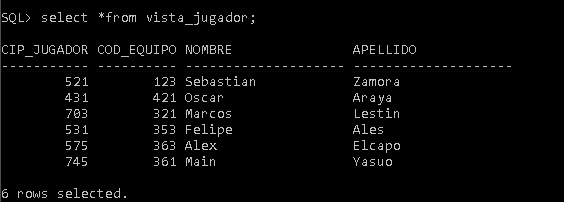 SQL> select *from vista_jugador;
CIP_JUGADOR COD_EQUIPO NOMBRE               APELLIDO
----------- ---------- -------------------- --------------------
        521        123 Sebastian            Zamora
        431        421 Oscar                Araya
        703        321 Marcos               Lestin
        531        353 Felipe               Ales
        575        363 Alex                 Elcapo
        745        361 Main                 Yasuo
6 rows selected.